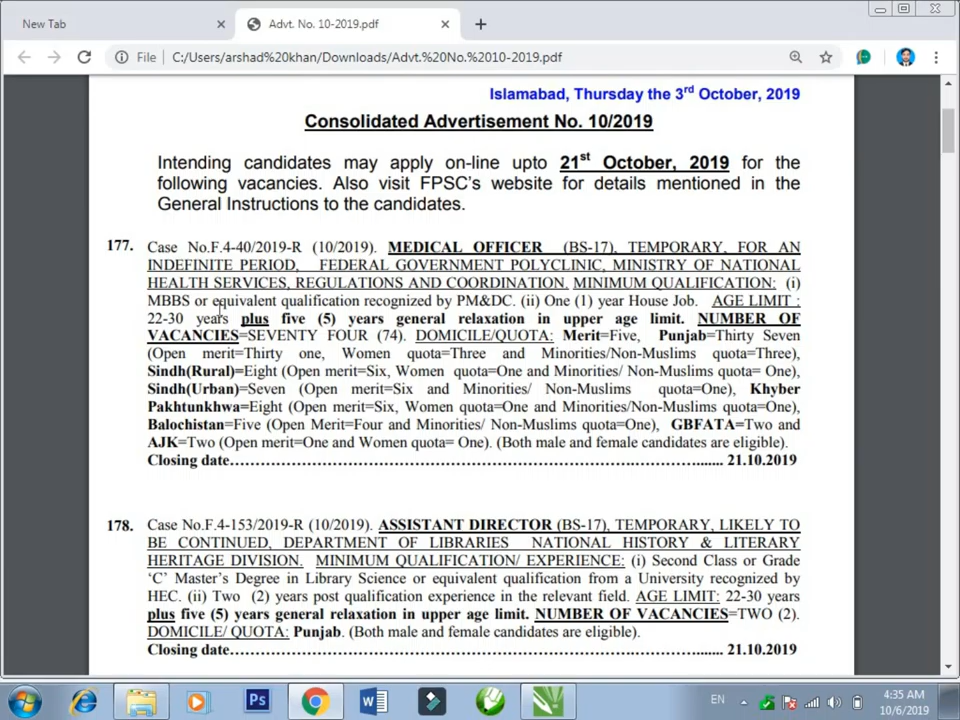 New Tab
Advt. No. 10-2019.pdf
File
C:/Users/arshad%20khan/Downloads/Advt.%20No.%2010-2019.pdf
Islamabad, Thursday the 3rd October, 2019
Consolidated Advertisement No. 10/2019
Intending candidates may apply on-line upto 21st October, 2019 for the
following vacancies. Also visit FPSC's website for details mentioned in the
General Instructions to the candidates.
177. Case No.F.4-40/2019-R (10/2019). MEDICAL OFFICER (BS-17), TEMPORARY, FOR AN
INDEFINITE PERIOD, FEDERAL GOVERNMENT POLYCLINIC, MINISTRY OF NATIONAL
HEALTH SERVICES, REGULATIONS AND COORDINATION. MINIMUM QUALIFICATION: (i)
MBBS or equivalent qualification recognized by PM&DC. (ii) One (1) year House Job. AGE LIMIT :
22-30 years plus five (5) years general relaxation in upper age limit. NUMBER OF
VACANCIES=SEVENTY FOUR (74). DOMICILE/QUOTA: Merit=Five, Punjab=Thirty Seven
(Open merit=Thirty one, Women quota=Three and Minorities/Non-Muslims quota=Three),
Sindh(Rural)=Eight (Open merit=Six, Women quota=One and Minorities/ Non-Muslims quota= One),
Sindh(Urban)=Seven (Open merit=Six and Minorities/ Non-Muslims quota=One), Khyber
Pakhtunkhwa=Eight (Open merit=Six, Women quota=One and Minorities/Non-Muslims quota=One),
Balochistan=Five (Open Merit=Four and Minorities/ Non-Muslims quota=One), GBFATA=Two and
AJK=Two (Open merit=One and Women quota= One). (Both male and female candidates are eligible).
Closing date…………………………………………………………………………....... 21.10.2019
178. Case No.F.4-153/2019-R (10/2019). ASSISTANT DIRECTOR (BS-17), TEMPORARY, LIKELY TO
BE CONTINUED, DEPARTMENT OF LIBRARIES NATIONAL HISTORY & LITERARY
HERITAGE DIVISION. MINIMUM QUALIFICATION/ EXPERIENCE: (i) Second Class or Grade
‘C’ Master’s Degree in Library Science or equivalent qualification from a University recognized by
HEC. (ii) Two (2) years post qualification experience in the relevant field. AGE LIMIT: 22-30 years
plus five (5) years general relaxation in upper age limit. NUMBER OF VACANCIES=TWO (2).
DOMICILE/ QUOTA: Punjab. (Both male and female candidates are eligible).
Closing date…………………………………………………………………………....... 21.10.2019
Ps
EN
4:35 AM
10/6/2019